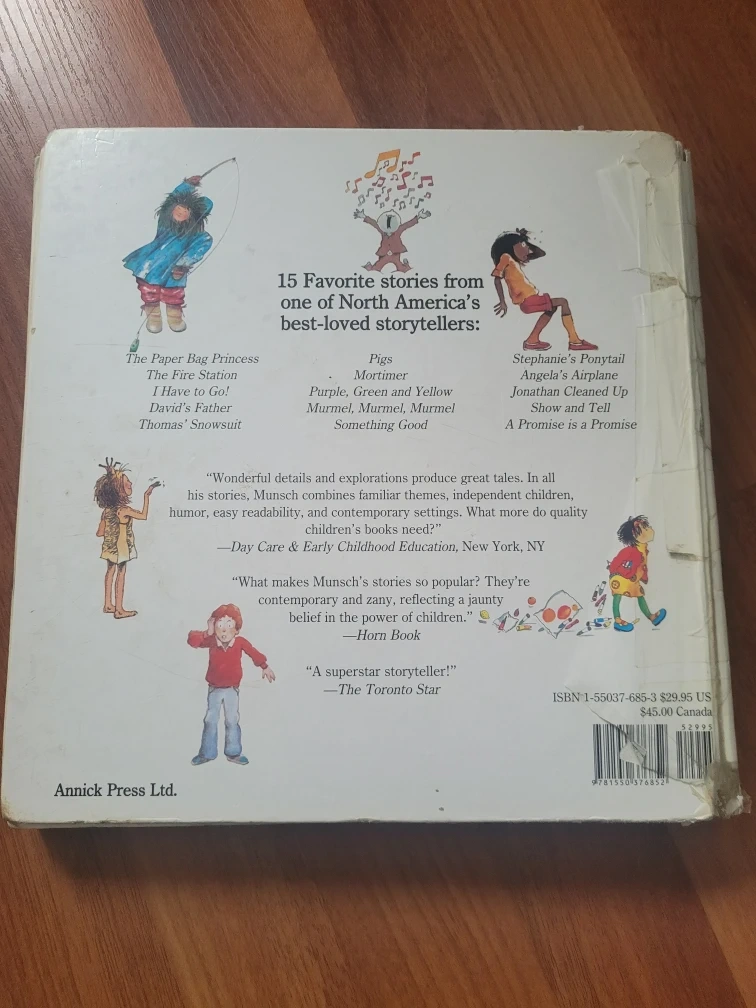 15 Favorite stories from
one of North America's
best-loved storytellers:
The Paper Bag Princess
The Fire Station
I Have to Go!
David's Father
Thomas' Snowsuit
Pigs
Mortimer
Purple, Green and Yellow
Murmel, Murmel, Murmel
Something Good
Stephanie's Ponytail
Angela's Airplane
Jonathan Cleaned Up
Show and Tell
A Promise is a Promise
“Wonderful details and explorations produce great tales. In all
his stories, Munsch combines familiar themes, independent children,
humor, easy readability, and contemporary settings. What more do quality
children's books need?”
—Day Care & Early Childhood Education, New York, NY
“What makes Munsch's stories so popular? They're
contemporary and zany, reflecting a jaunty
belief in the power of children.”
—Horn Book
“A superstar storyteller!”
—The Toronto Star
ISBN 1-55037-685-3 $29.95 US
$45.00 Canada
52995
9781550376852
Annick Press Ltd.